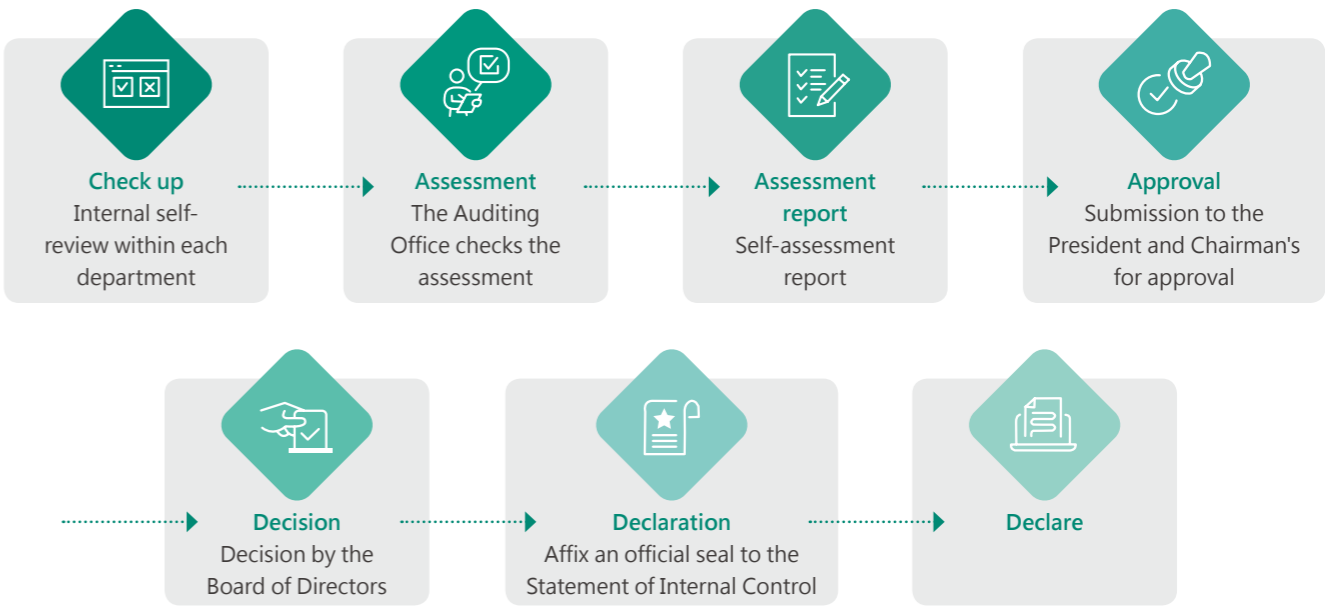 Check up
Internal self-
review within each
department
Assessment
The Auditing
Office checks the
assessment
Assessment
report
Self-assessment
report
Approval
Submission to the
President and Chairman's
for approval
Decision
Decision by the
Board of Directors
Declaration
Affix an official seal to the
Statement of Internal Control
Declare